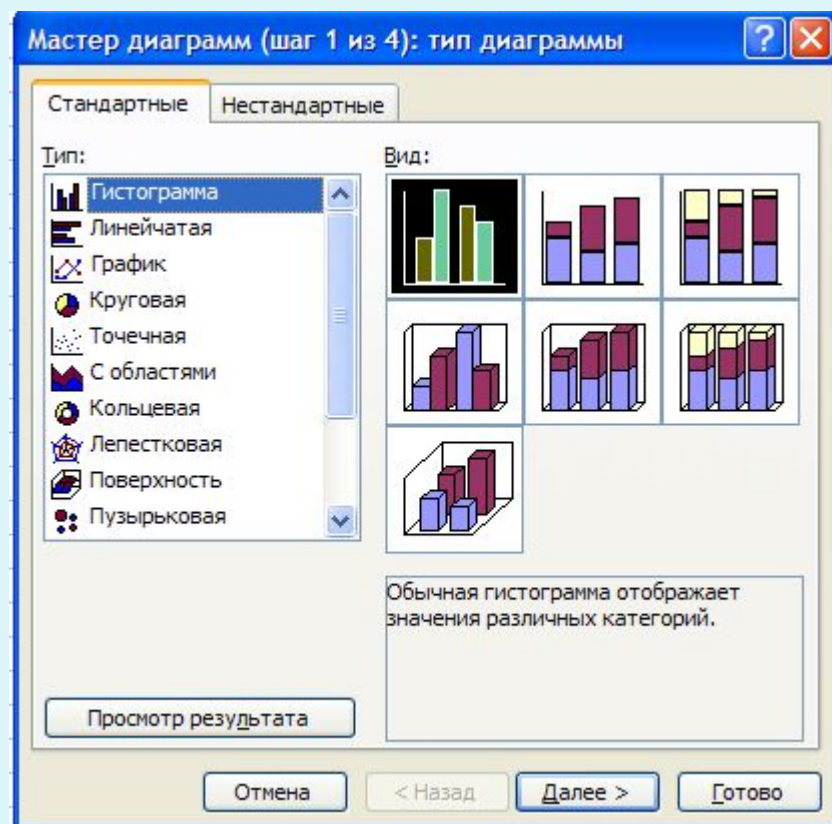 Мастер диаграмм (шаг 1 из 4): тип диаграммы
Стандартные
Нестандартные
Тип:
Гистограмма
Линейчатая
График
Круговая
Точечная
С областями
Кольцевая
Лепестковая
Поверхность
Пузырьковая
Вид:
Обычная гистограмма отображает
значения различных категорий.
Просмотр результата
Отмена
< Назад
Далее >
Готово